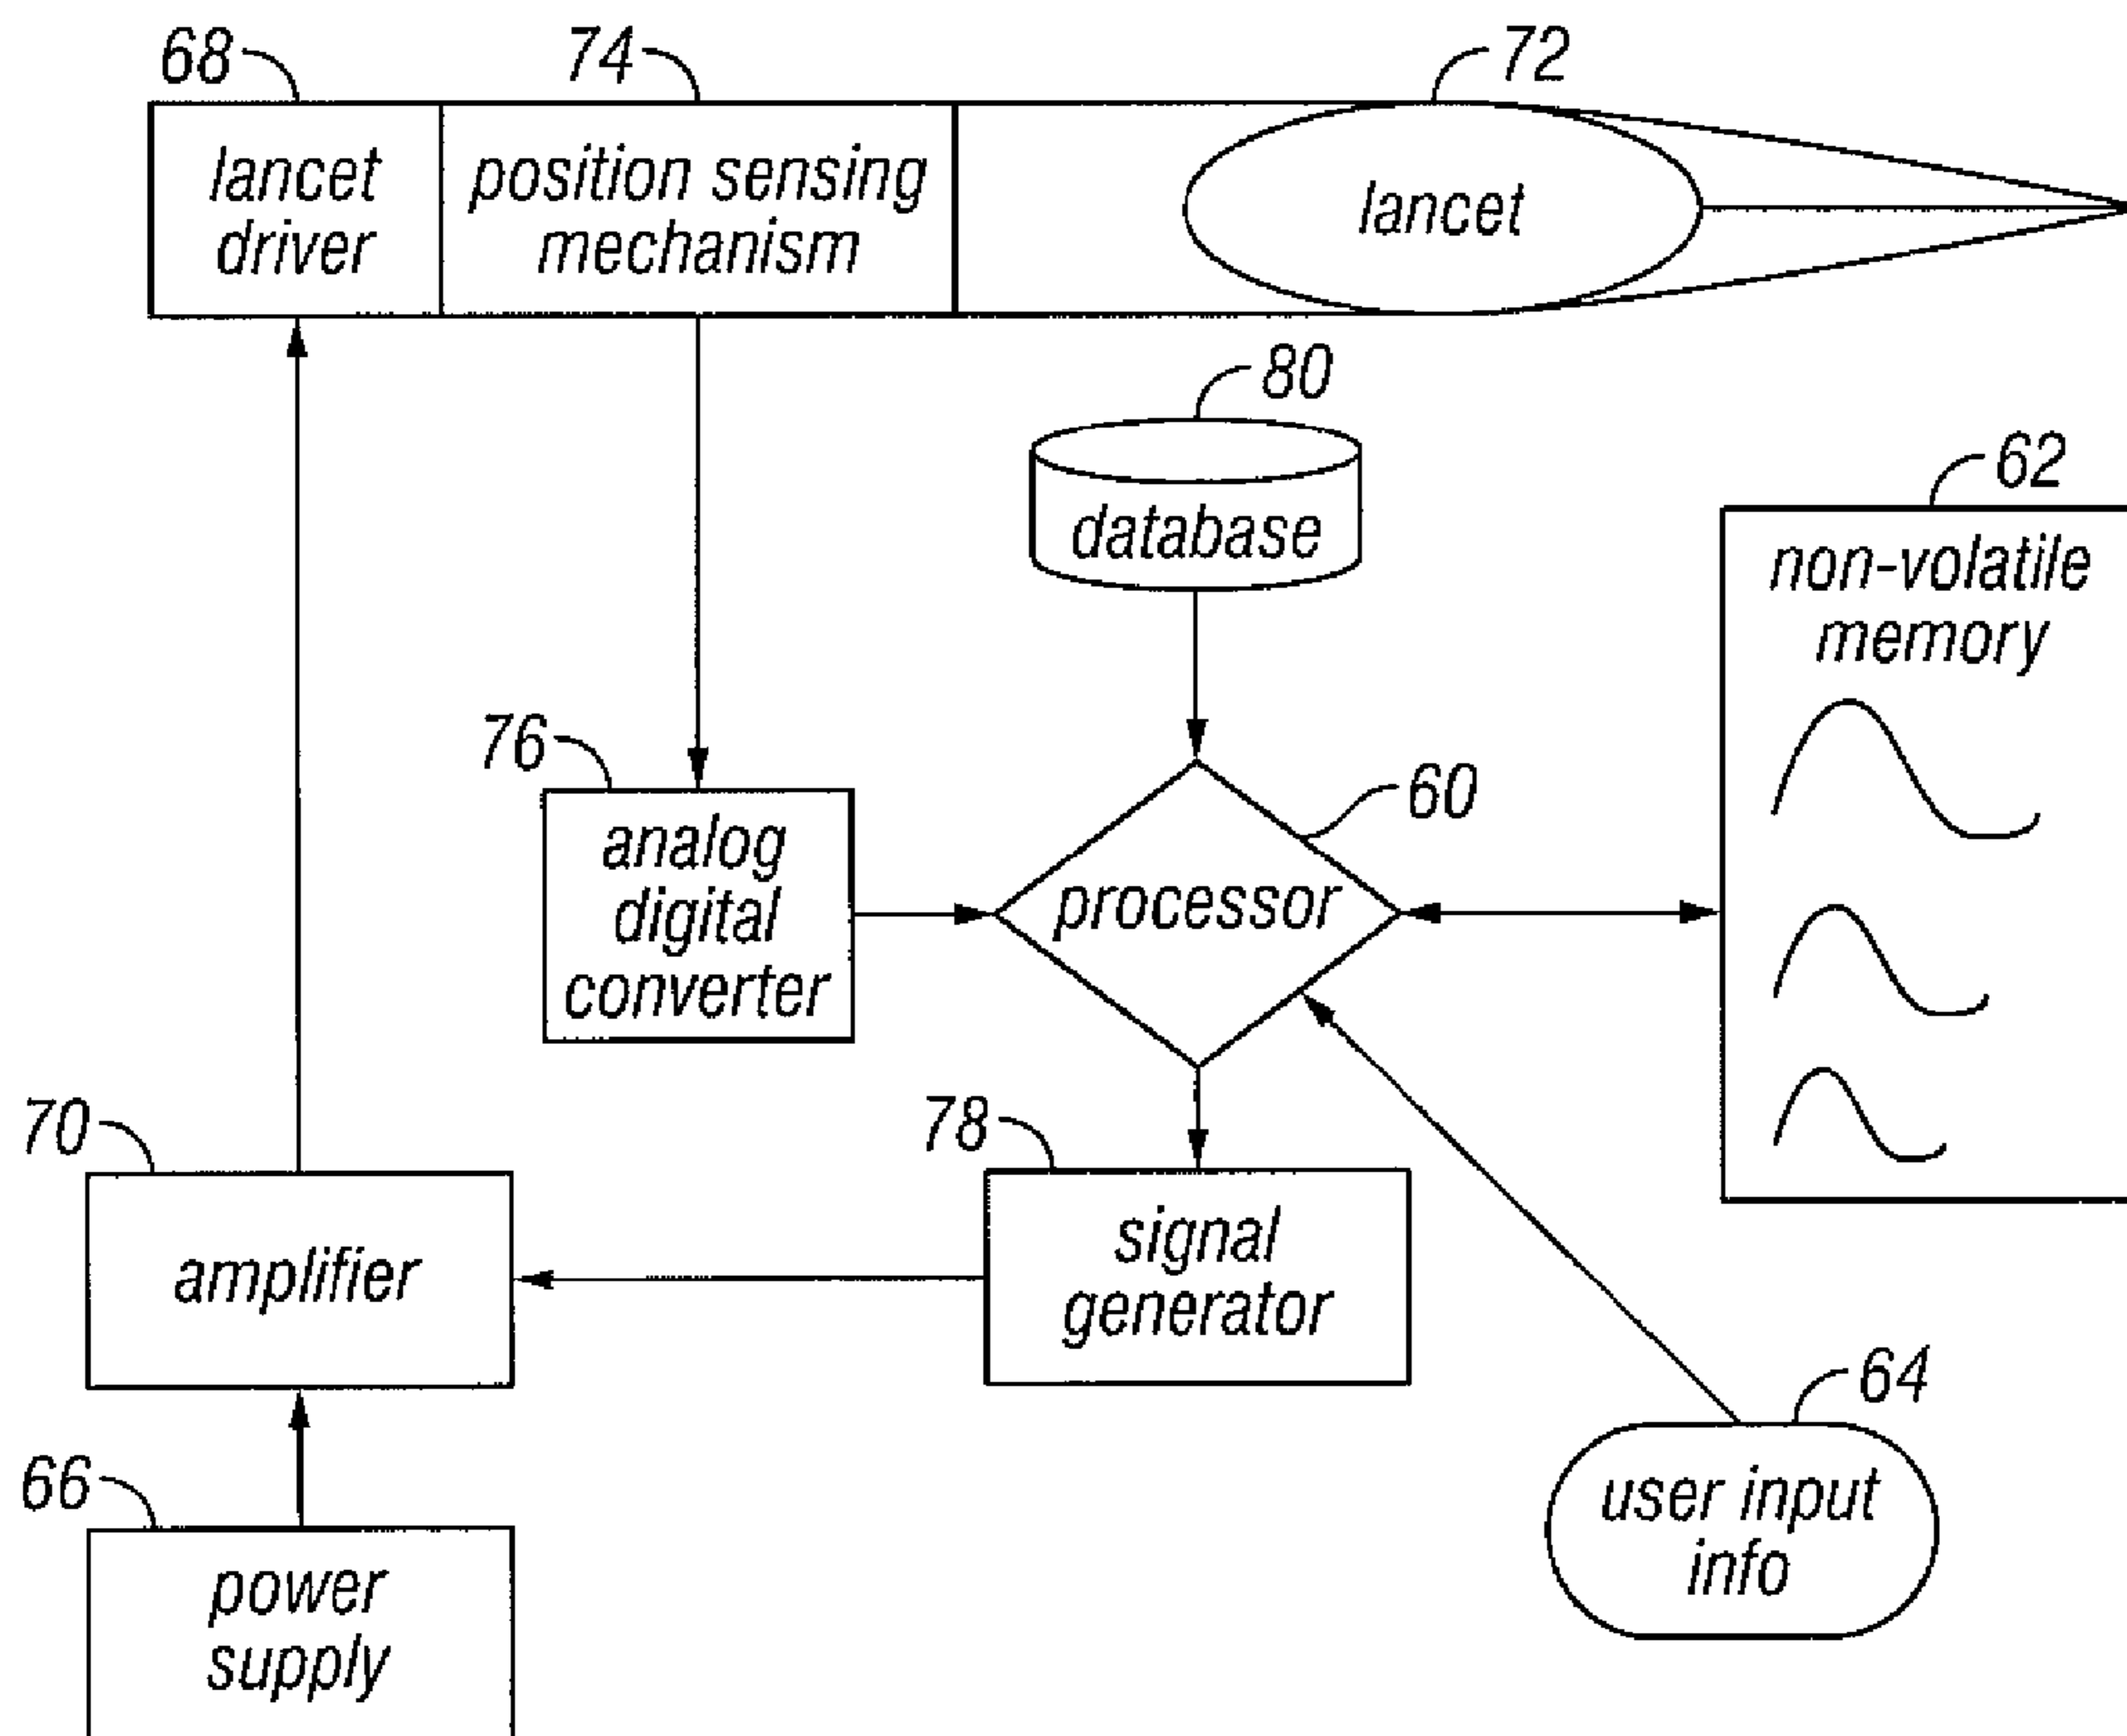 68
74
72
lancet
driver
position sensing
mechanism
lancet
80
database
62
non-volatile
memory
76
analog
digital
converter
60
processor
70
amplifier
78
signal
generator
64
user input
info
66
power
supply